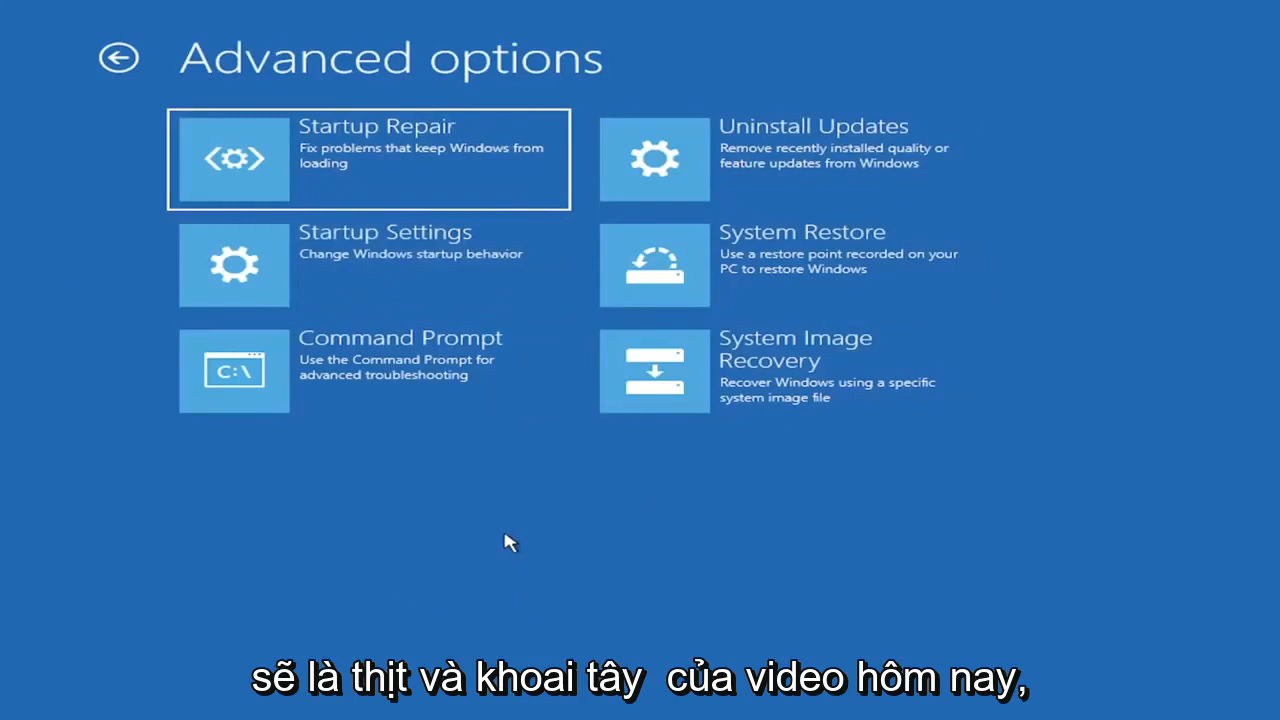 Advanced options
Startup Repair
Fix problems that keep Windows from
loading
Uninstall Updates
Remove recently installed quality or
feature updates from Windows
Startup Settings
Change Windows startup behavior
System Restore
Use a restore point recorded on your
PC to restore Windows
Command Prompt
Use the Command Prompt for
advanced troubleshooting
C:\
System Image
Recovery
Recover Windows using a specific
system image file
sẽ là thịt và khoai tây của video hôm nay,